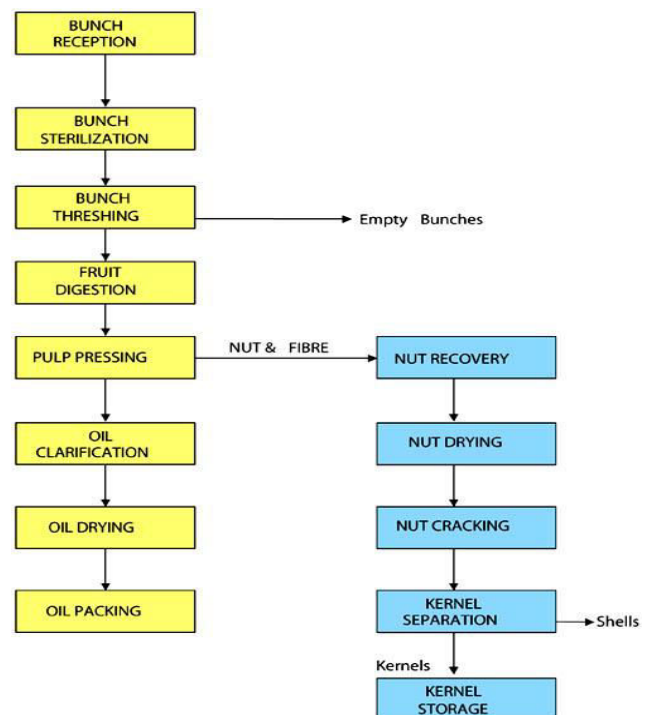 BUNCH
RECEPTION
BUNCH
STERILIZATION
BUNCH
THRESHING
Empty Bunches
FRUIT
DIGESTION
PULP PRESSING
NUT & FIBRE
NUT RECOVERY
OIL
CLARIFICATION
NUT DRYING
OIL DRYING
NUT CRACKING
OIL PACKING
KERNEL
SEPARATION
Shells
Kernels
KERNEL
STORAGE